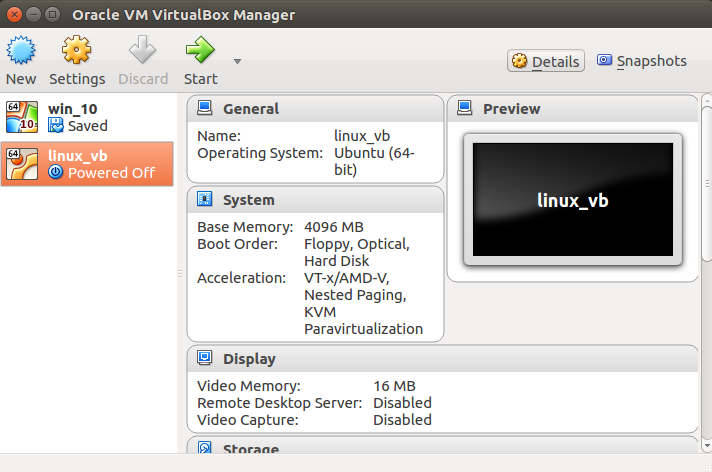 Oracle VM VirtualBox Manager
New Settings Discard Start
Details Snapshots
64 10
win_10
Saved
64
linux_vb
Powered Off
General
Name: linux_vb
Operating System: Ubuntu (64-
bit)
System
Base Memory: 4096 MB
Boot Order: Floppy, Optical,
Hard Disk
Acceleration: VT-x/AMD-V,
Nested Paging,
KVM
Paravirtualization
Preview
linux_vb
Display
Video Memory: 16 MB
Remote Desktop Server: Disabled
Video Capture: Disabled
Storage